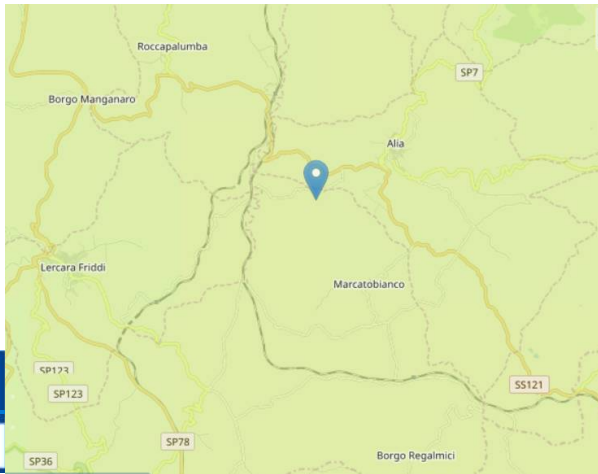 Roccapalumba
SP7
Borgo Manganaro
Alia
Lercara Friddi
Marcatobianco
SP123
SP123
SS121
SP78
Borgo Regalmici
SP36